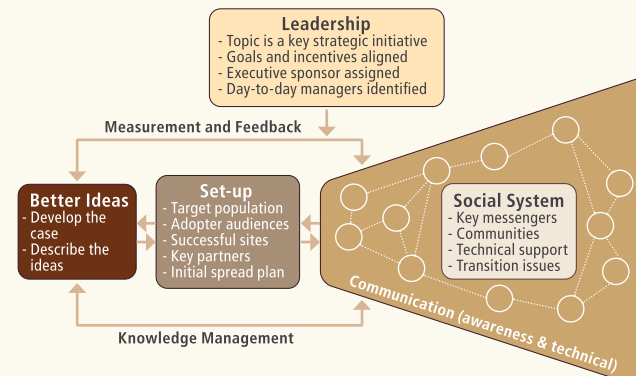 Leadership
- Topic is a key strategic initiative
- Goals and incentives aligned
- Executive sponsor assigned
- Day-to-day managers identified
Measurement and Feedback
Better Ideas
- Develop the
case
- Describe the
ideas
Set-up
- Target population
- Adopter audiences
- Successful sites
- Key partners
- Initial spread plan
Social System
- Key messengers
- Communities
- Technical support
- Transition issues
Communication (awareness & technical)
Knowledge Management